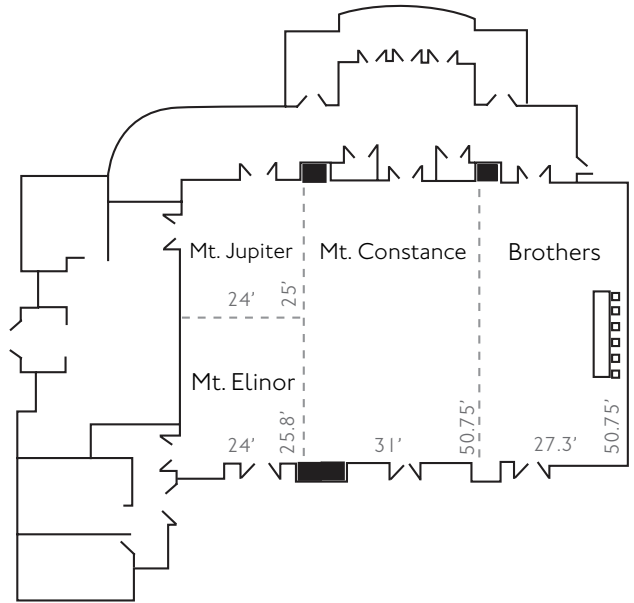 Mt. Jupiter
Mt. Constance
Brothers
24'
25'
Mt. Elinor
24'
25.8'
31'
50.75'
27.3'
50.75'